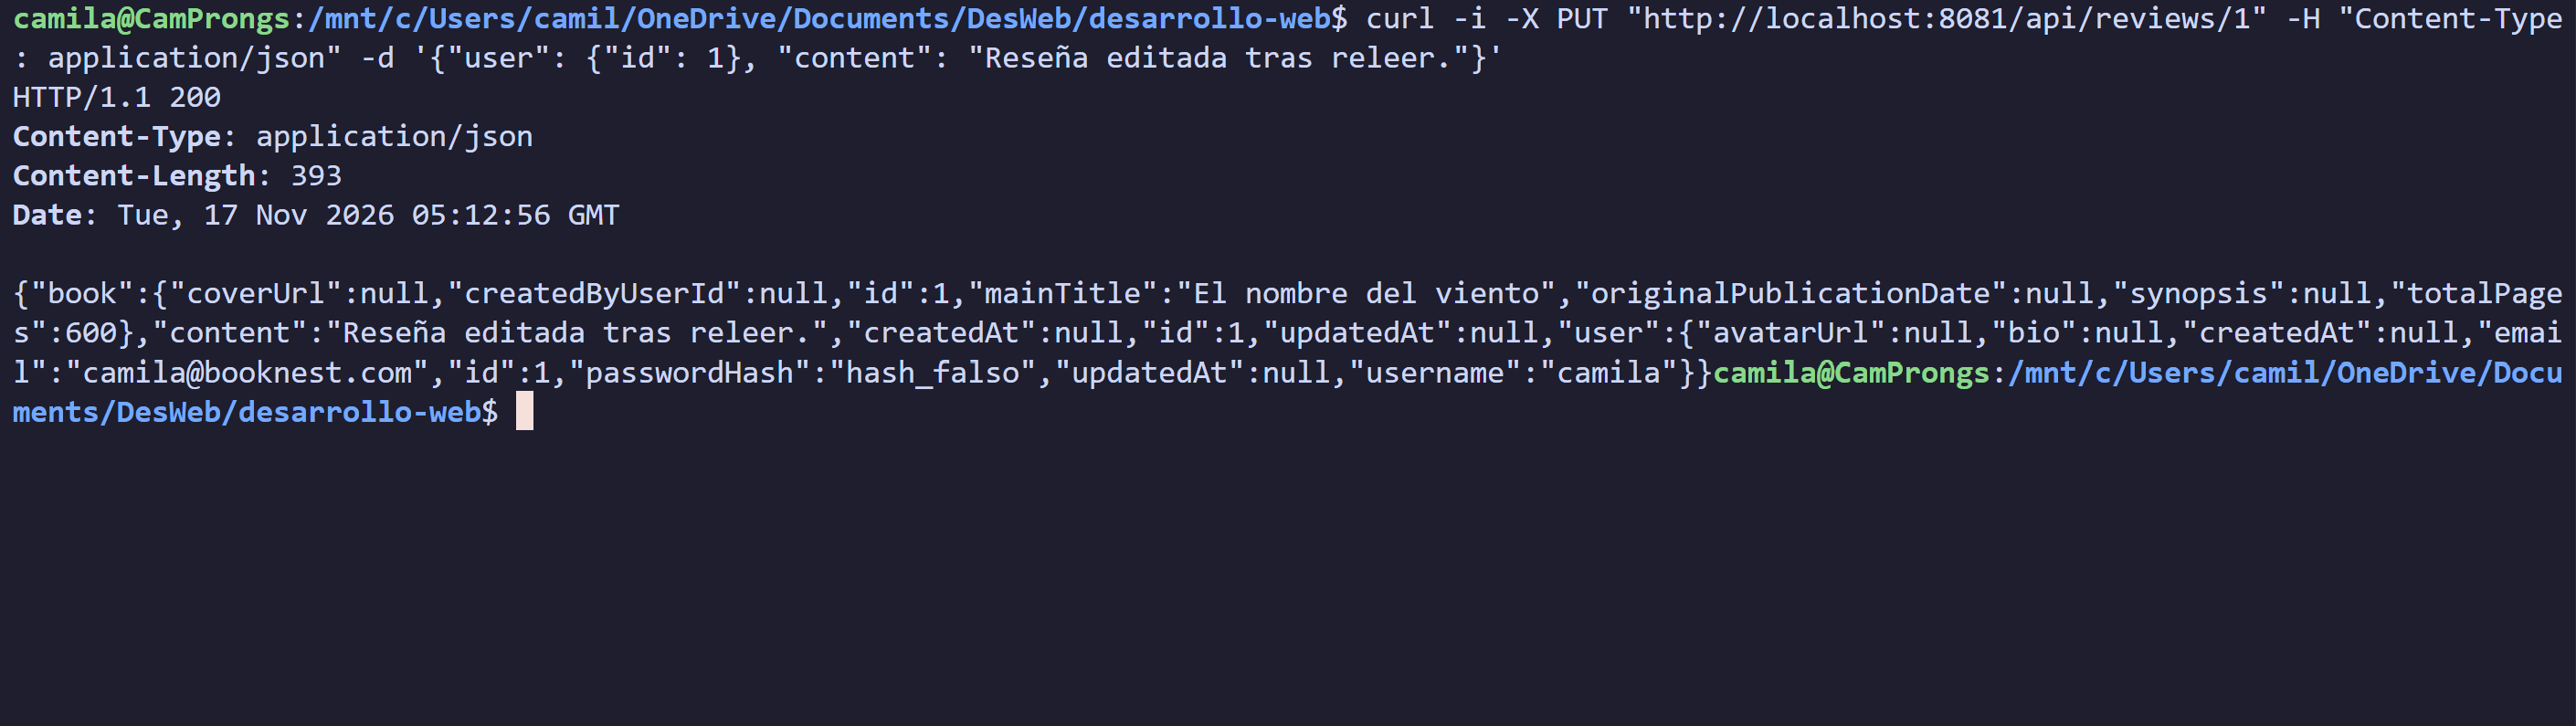 camila@CamProngs:/mnt/c/Users/camil/OneDrive/Documents/DesWeb/desarrollo-web$ curl -i -X PUT "http://localhost:8081/api/reviews/1" -H "Content-Type
: application/json" -d '{"user": {"id": 1}, "content": "Reseña editada tras releer."}'
HTTP/1.1 200
Content-Type: application/json
Content-Length: 393
Date: Tue, 17 Nov 2026 05:12:56 GMT

{"book":{"coverUrl":null,"createdByUserId":null,"id":1,"mainTitle":"El nombre del viento","originalPublicationDate":null,"synopsis":null,"totalPage
s":600},"content":"Reseña editada tras releer.","createdAt":null,"id":1,"updatedAt":null,"user":{"avatarUrl":null,"bio":null,"createdAt":null,"emai
l":"camila@booknest.com","id":1,"passwordHash":"hash_falso","updatedAt":null,"username":"camila"}}camila@CamProngs:/mnt/c/Users/camil/OneDrive/Docu
ments/DesWeb/desarrollo-web$